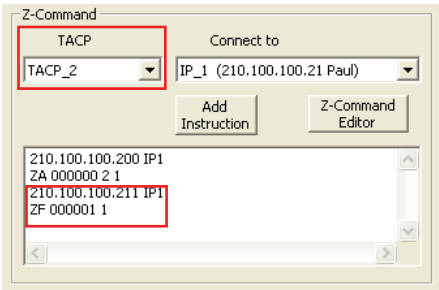 Z-Command
TACP
Connect to
TACP_2
IP_1 (210.100.100.21 Paul)
Add
Instruction
Z-Command
Editor
210.100.100.200 IP1
ZA 000000 2 1
210.100.100.211 IP1
ZF 000001 1